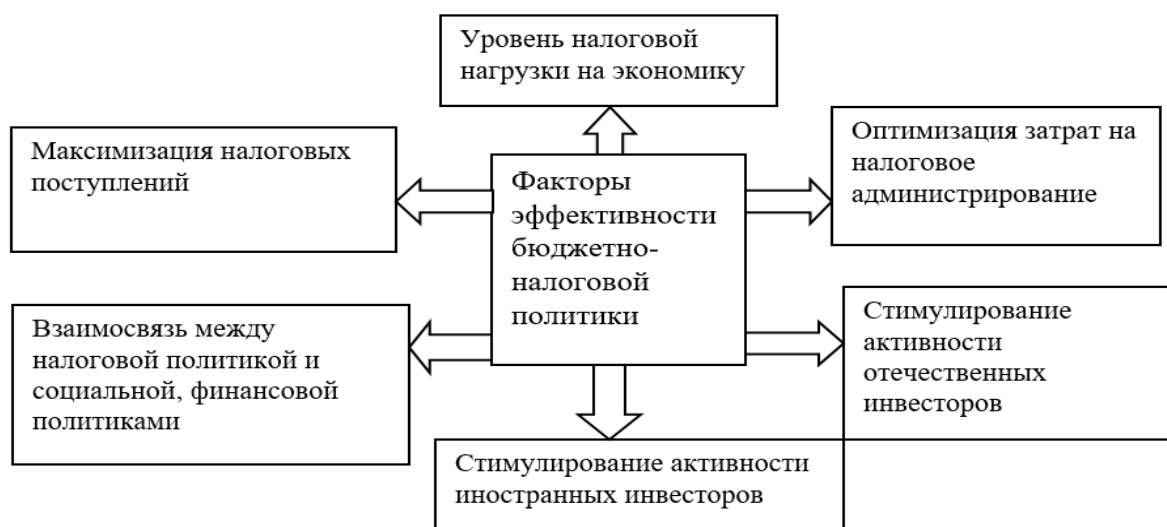 Уровень налоговой
нагрузки на экономику
Максимизация налоговых
поступлений
Факторы
эффективности
бюджетно-
налоговой
политики
Оптимизация затрат на
налоговое
администрирование
Взаимосвязь между
налоговой политикой и
социальной, финансовой
политиками
Стимулирование
активности
отечественных
инвесторов
Стимулирование активности
иностранных инвесторов